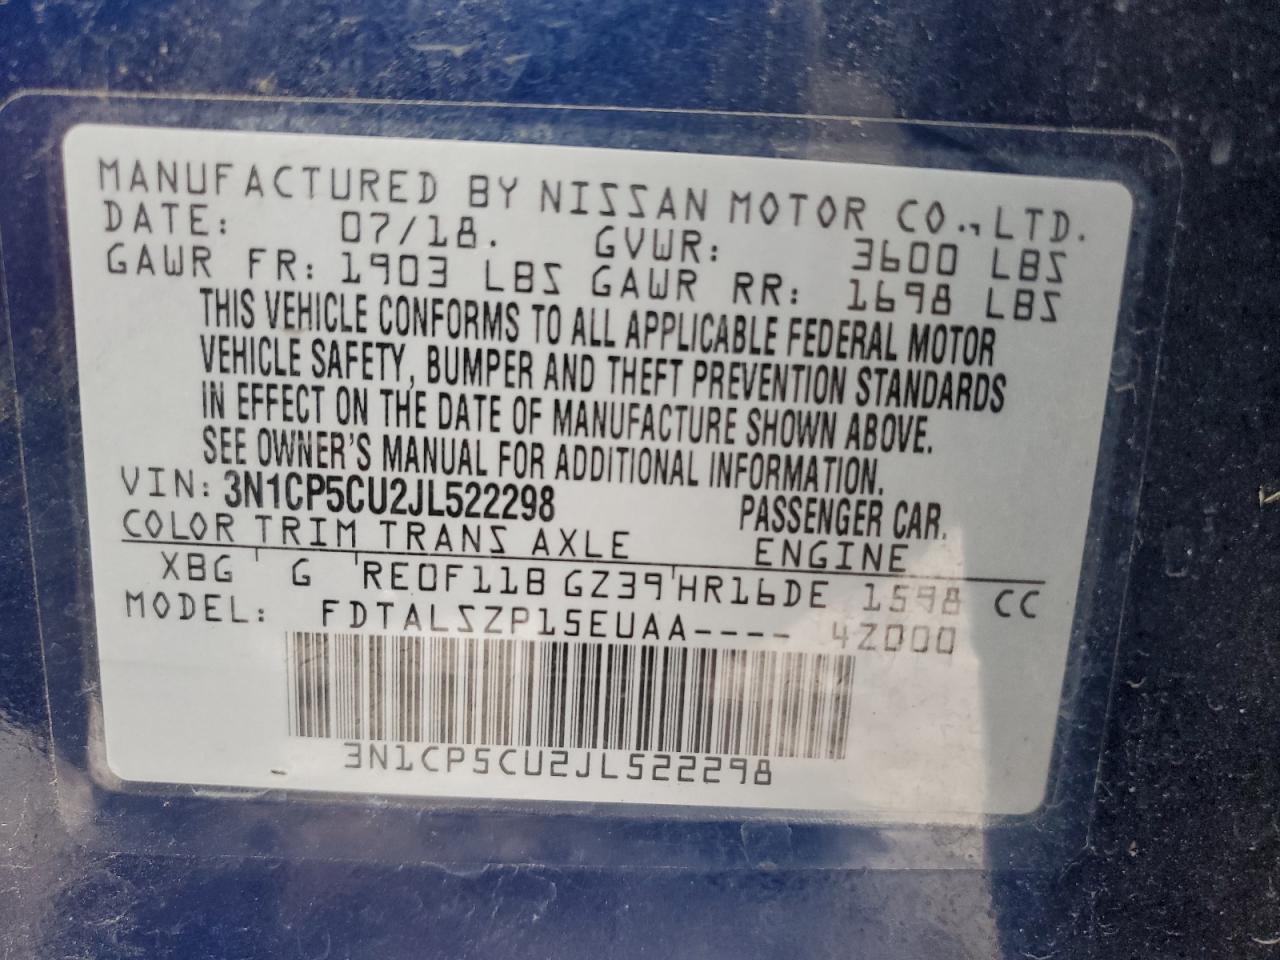 MANUFACTURED BY NISSAN MOTOR CO., LTD.
DATE: 07/18. GVWR: 3600 LBS
GAWR FR: 1903 LBS GAWR RR: 1698 LBS
THIS VEHICLE CONFORMS TO ALL APPLICABLE FEDERAL MOTOR
VEHICLE SAFETY, BUMPER AND THEFT PREVENTION STANDARDS
IN EFFECT ON THE DATE OF MANUFACTURE SHOWN ABOVE.
SEE OWNER'S MANUAL FOR ADDITIONAL INFORMATION.
VIN: 3N1CP5CU2JL522298 PASSENGER CAR.
COLOR TRIM TRANS AXLE ENGINE
XBG G RE0F11B GZ39 HR16DE 1598 CC
MODEL: FDTALSZP15EUAA---- 4Z000
3N1CP5CU2JL522298